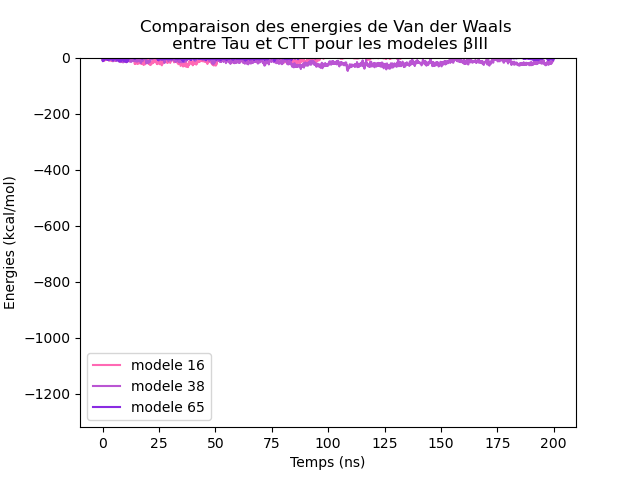 Comparaison des energies de Van der Waals
entre Tau et CTT pour les modeles βIII
0
−200
−400
−600
−800
−1000
−1200
Energies (kcal/mol)
modele 16
modele 38
modele 65
0 25 50 75 100 125 150 175 200
Temps (ns)